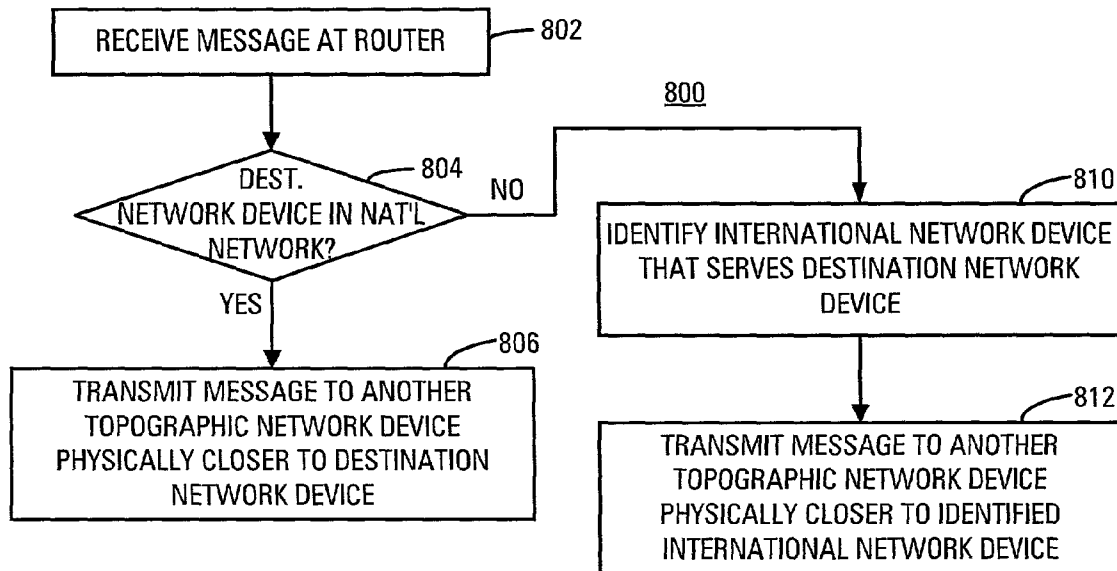 RECEIVE MESSAGE AT ROUTER
802
800
DEST.
NETWORK DEVICE IN NAT'L
NETWORK?
804
NO
YES
806
TRANSMIT MESSAGE TO ANOTHER
TOPOGRAPHIC NETWORK DEVICE
PHYSICALLY CLOSER TO DESTINATION
NETWORK DEVICE
810
IDENTIFY INTERNATIONAL NETWORK DEVICE
THAT SERVES DESTINATION NETWORK
DEVICE
812
TRANSMIT MESSAGE TO ANOTHER
TOPOGRAPHIC NETWORK DEVICE
PHYSICALLY CLOSER TO IDENTIFIED
INTERNATIONAL NETWORK DEVICE